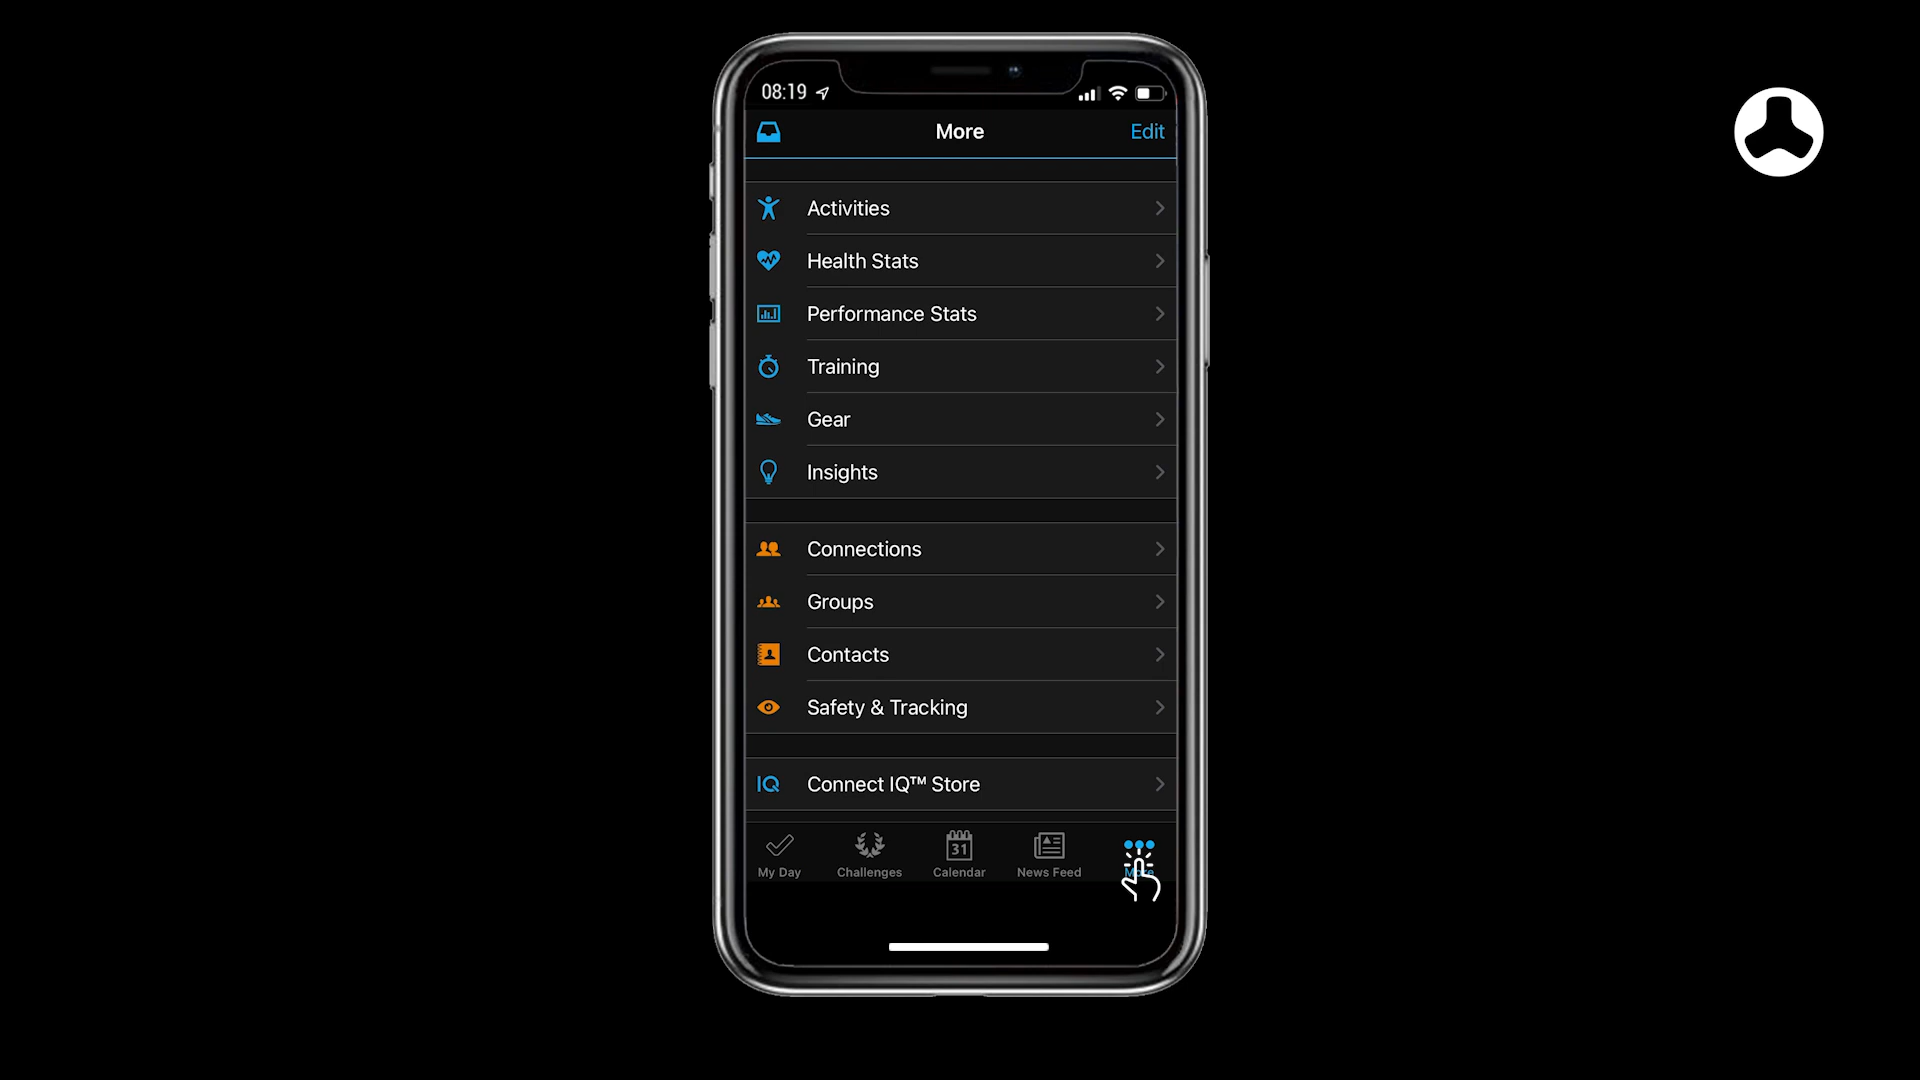 08:19
More
Edit
Activities
Health Stats
Performance Stats
Training
Gear
Insights
Connections
Groups
Contacts
Safety & Tracking
IQ
Connect IQ™ Store
31
My Day
Challenges
Calendar
News Feed
More